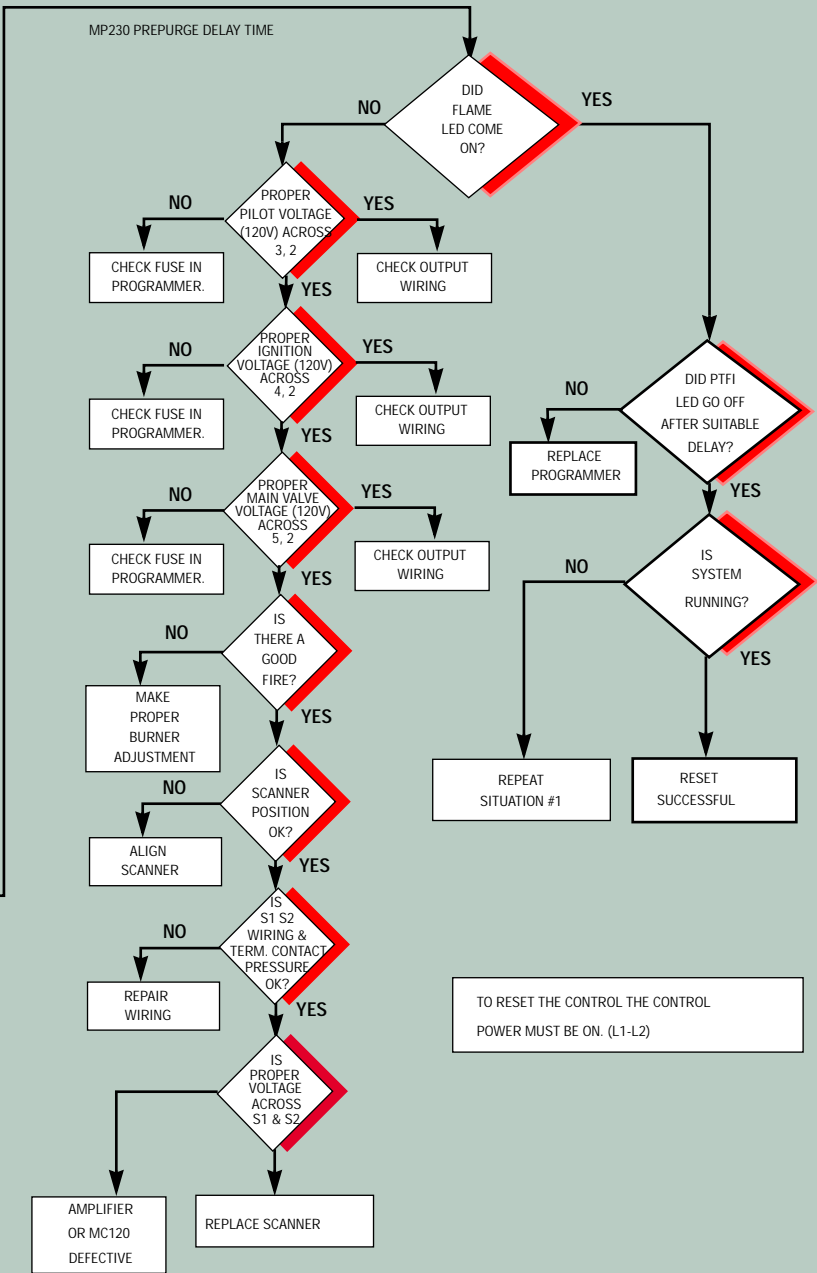 MP230 PREPURGE DELAY TIME
DID
FLAME
LED COME
ON?
NO
YES
PROPER
PILOT VOLTAGE
(120V) ACROSS
3, 2
NO
YES
CHECK FUSE IN
PROGRAMMER.
CHECK OUTPUT
WIRING
YES
PROPER
IGNITION
VOLTAGE (120V)
ACROSS
4, 2
NO
YES
CHECK FUSE IN
PROGRAMMER.
CHECK OUTPUT
WIRING
YES
PROPER
MAIN VALVE
VOLTAGE (120V)
ACROSS
5, 2
NO
YES
CHECK FUSE IN
PROGRAMMER.
CHECK OUTPUT
WIRING
YES
IS
THERE A
GOOD
FIRE?
NO
MAKE
PROPER
BURNER
ADJUSTMENT
YES
IS
SCANNER
POSITION
OK?
NO
ALIGN
SCANNER
YES
IS
S1 S2
WIRING &
TERM. CONTACT
PRESSURE
OK?
NO
REPAIR
WIRING
YES
IS
PROPER
VOLTAGE
ACROSS
S1 & S2
AMPLIFIER
OR MC120
DEFECTIVE
REPLACE SCANNER
DID PTFI
LED GO OFF
AFTER SUITABLE
DELAY?
NO
REPLACE
PROGRAMMER
YES
IS
SYSTEM
RUNNING?
NO
YES
REPEAT
SITUATION #1
RESET
SUCCESSFUL
TO RESET THE CONTROL THE CONTROL
POWER MUST BE ON. (L1-L2)